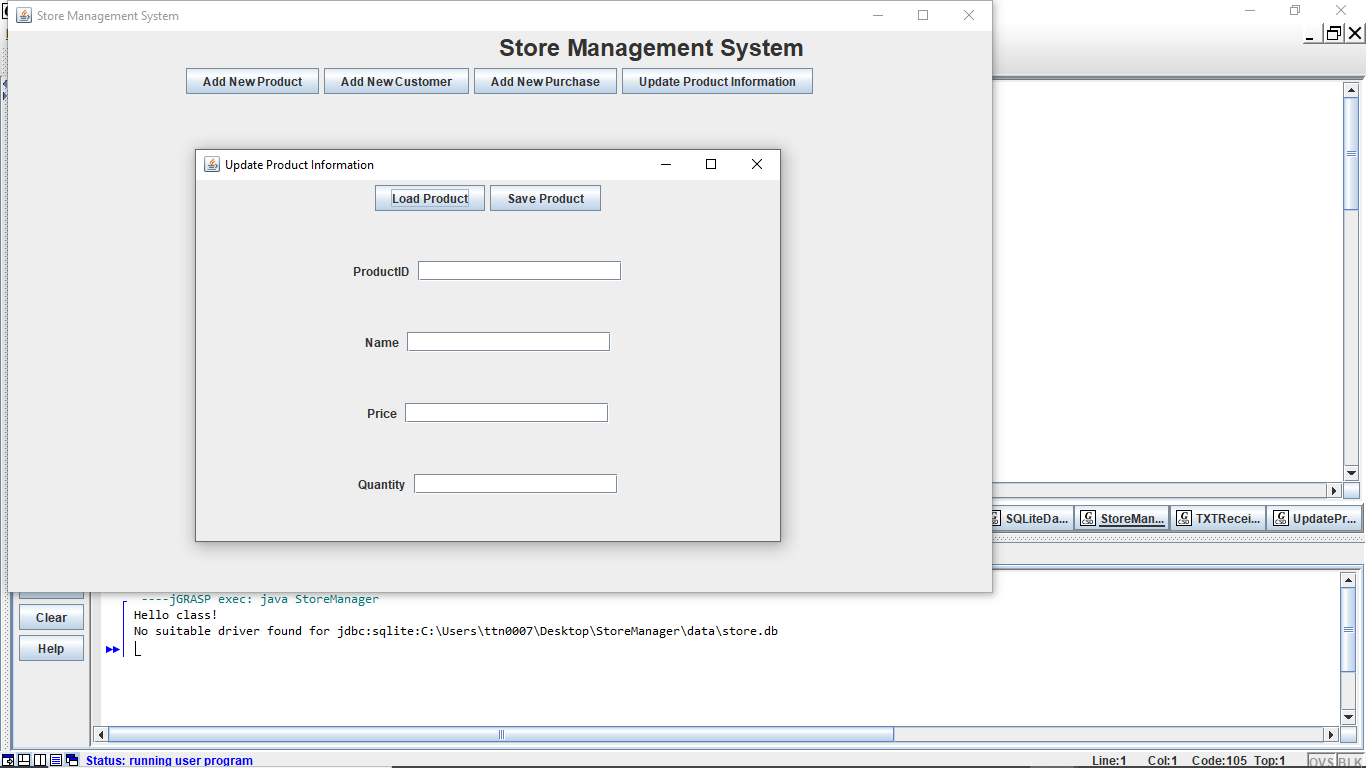 Store Management System
Store Management System
Add New Product Add New Customer Add New Purchase Update Product Information
Update Product Information
Load Product Save Product
ProductID
Name
Price
Quantity
SQLiteDa... StoreMan... TXTRecei... UpdatePr...
----jGRASP exec: java StoreManager
Hello class!
No suitable driver found for jdbc:sqlite:C:\Users\ttn0007\Desktop\StoreManager\data\store.db
Clear
Help
Status: running user program
Line:1 Col:1 Code:105 Top:1 OVS BLK